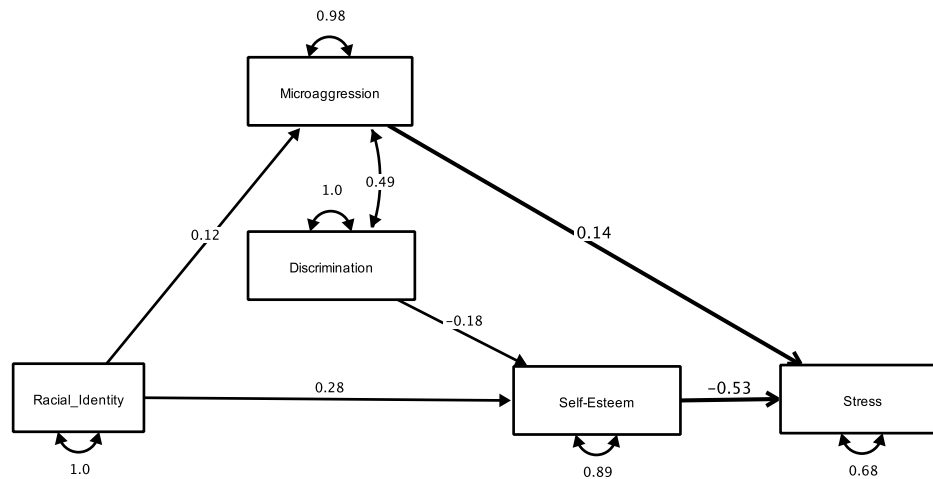 0.98
Microaggression
0.49
1.0
0.12
0.14
Discrimination
–0.18
0.28
–0.53
Racial_Identity
Self-Esteem
Stress
1.0
0.89
0.68